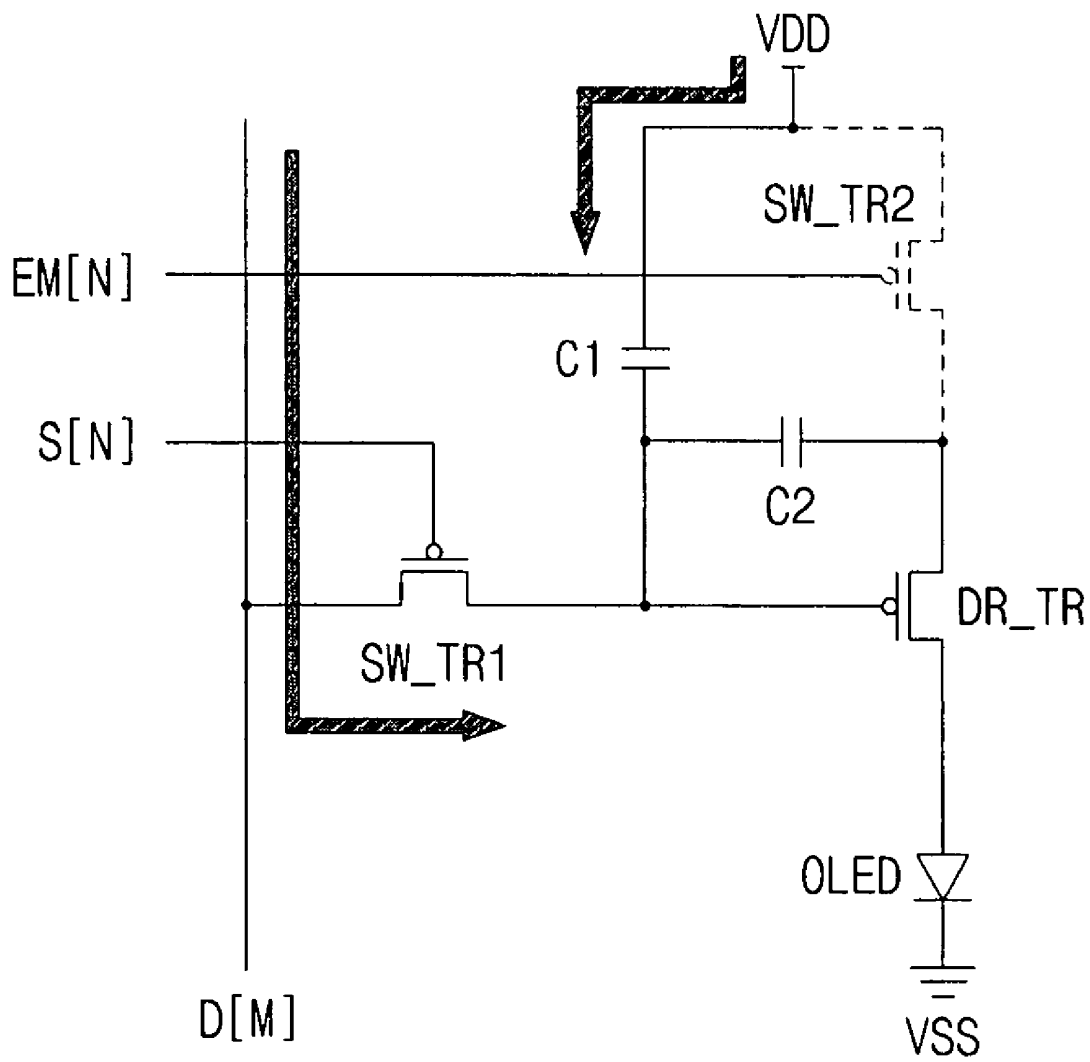 VDD
SW_TR2
EM[N]
C1
S[N]
C2
DR_TR
SW_TR1
OLED
D[M]
VSS